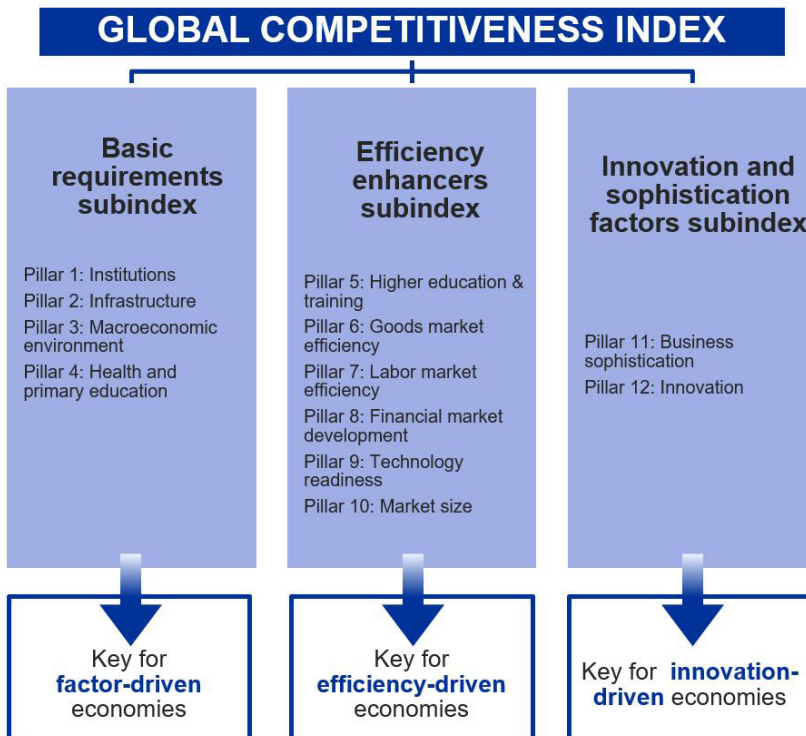 GLOBAL COMPETITIVENESS INDEX
Basic
requirements
subindex
Pillar 1: Institutions
Pillar 2: Infrastructure
Pillar 3: Macroeconomic
environment
Pillar 4: Health and
primary education
Key for
factor-driven
economies
Efficiency
enhancers
subindex
Pillar 5: Higher education &
training
Pillar 6: Goods market
efficiency
Pillar 7: Labor market
efficiency
Pillar 8: Financial market
development
Pillar 9: Technology
readiness
Pillar 10: Market size
Key for
efficiency-driven
economies
Innovation and
sophistication
factors subindex
Pillar 11: Business
sophistication
Pillar 12: Innovation
Key for innovation-
driven economies